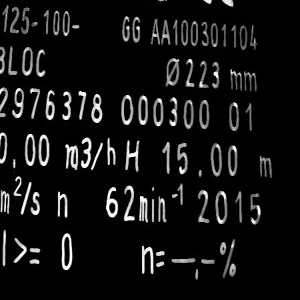 125-100- GG AA100301104
BLOC Ø223 mm
2976378 000300 01
0,00 m3/h H 15.00 m
m²/s n 62min⁻¹ 2015
|>= 0 n=—,—%